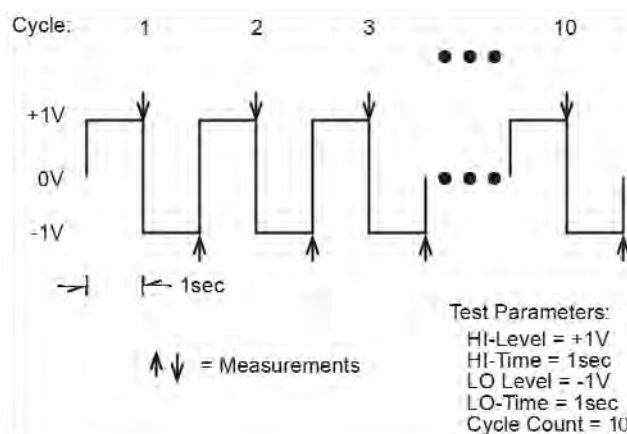 Cycle: 1 2 3 10
+1V
0V
-1V
1sec
= Measurements
Test Parameters:
HI-Level = +1V
HI-Time = 1sec
LO Level = -1V
LO-Time = 1sec
Cycle Count = 10